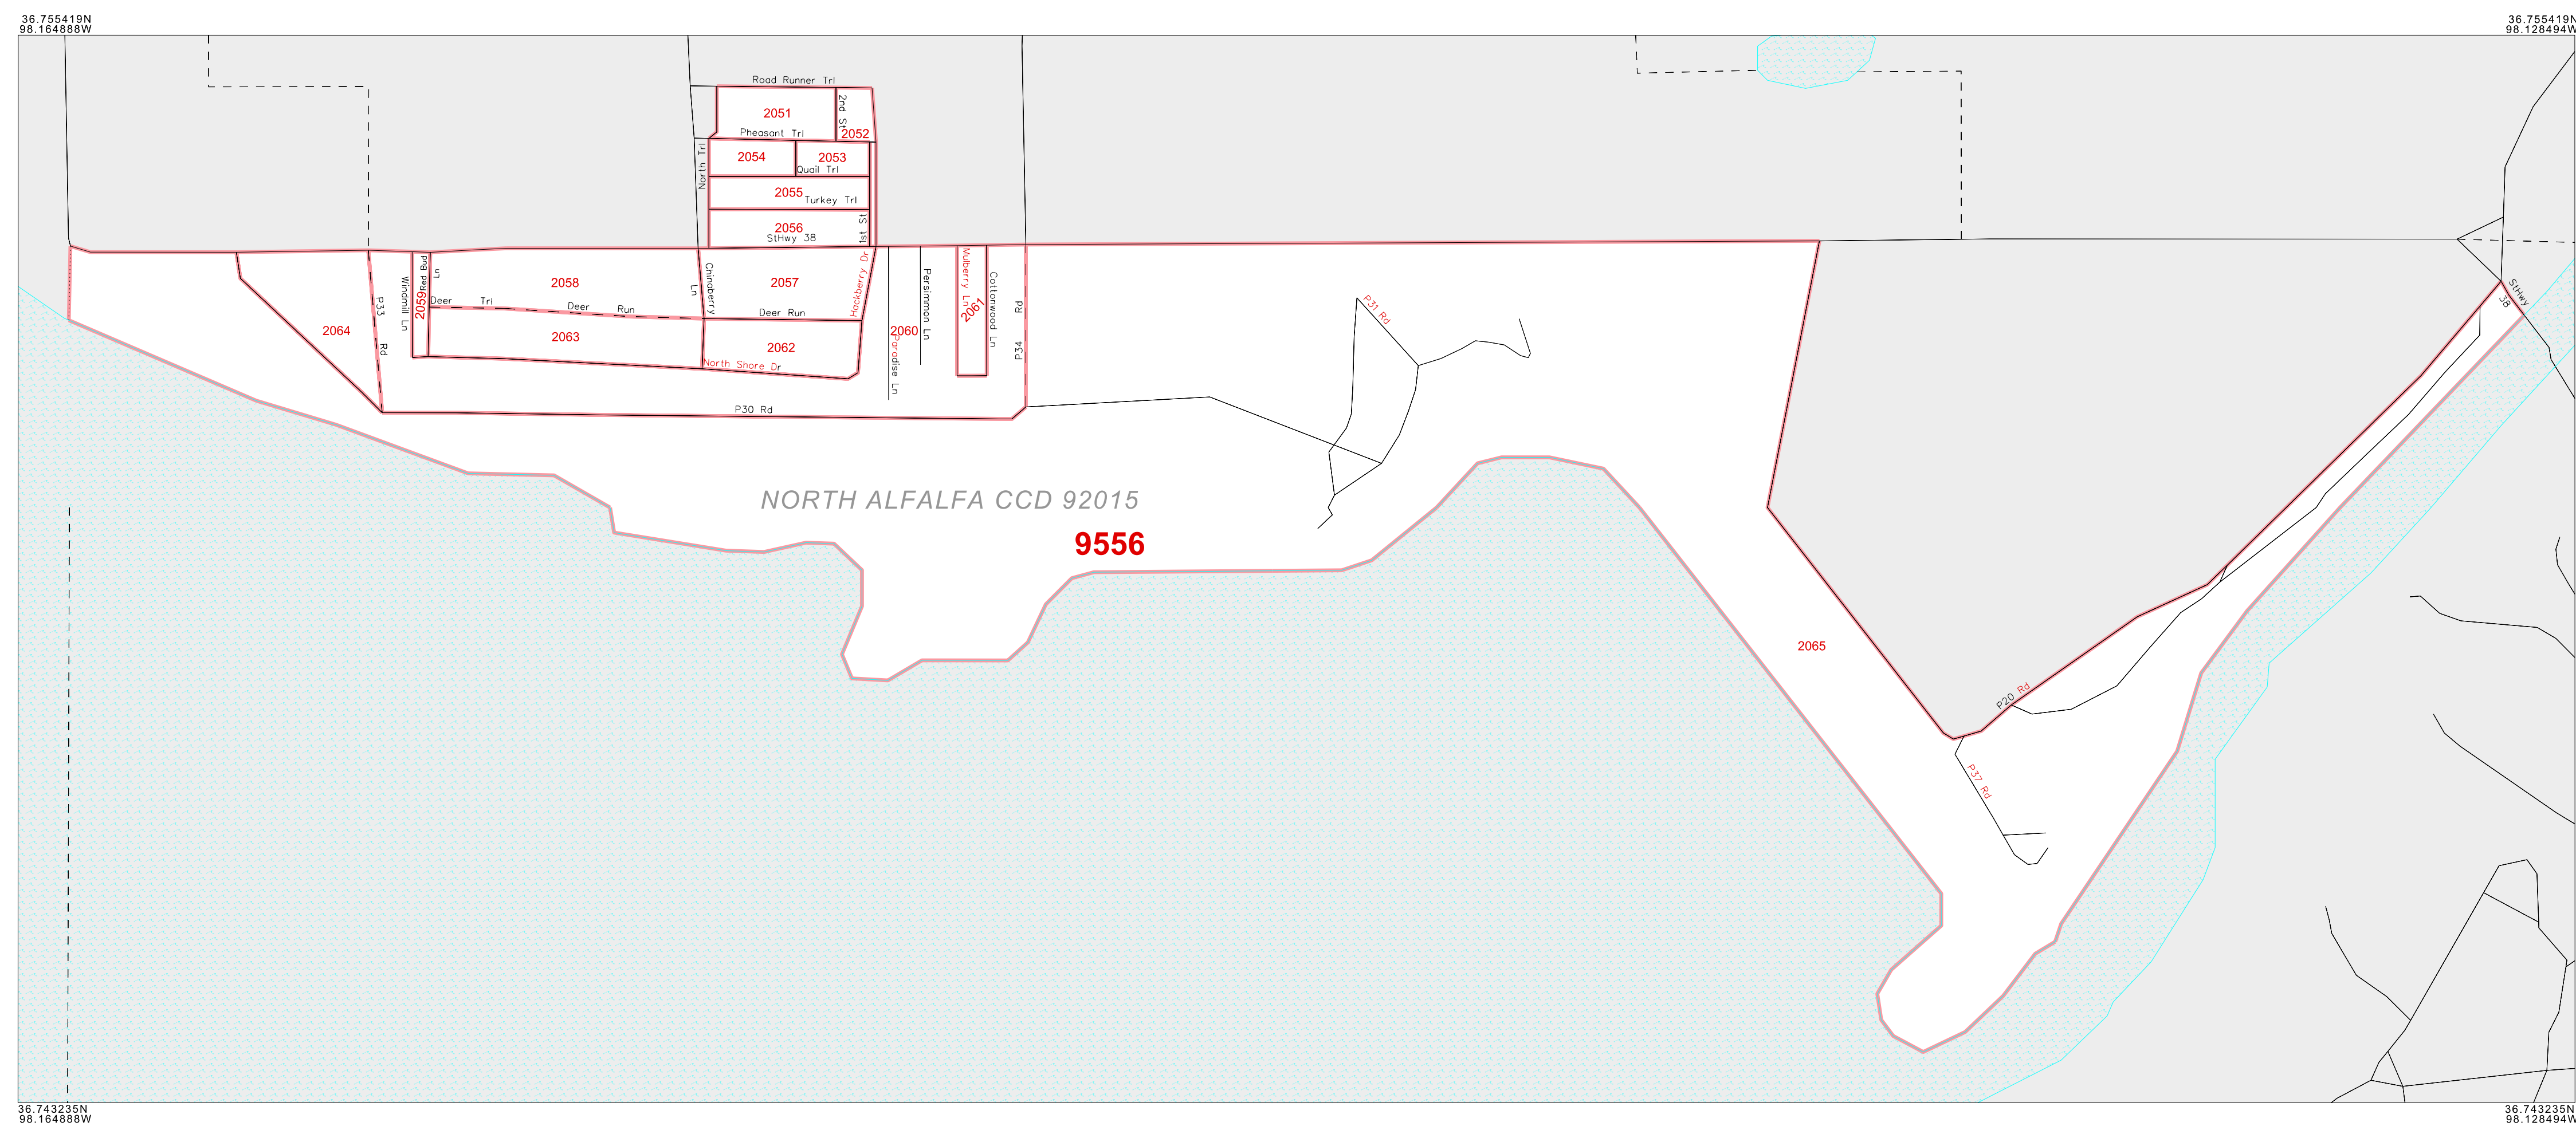 36.755419N
98.164888W
36.755419N
98.128494W
Road Runner Trl
2051
2nd St
2052
Pheasant Trl
North Trl
2054
2053
Quail Trl
2055
Turkey Trl
2056
1st St
StHwy 38
2064
P33 Rd
Windmill Ln
2059
Red Bud Ln
2058
Deer Trl
Deer Run
2063
Chinaberry Ln
2057
Hackberry Dr
Deer Run
2062
North Shore Dr
2060
Paradise Ln
Persimmon Ln
Mulberry Ln
2061
Cottonwood Ln
P34 Rd
P30 Rd
P31 Rd
StHwy 38
NORTH ALFALFA CCD 92015
9556
2065
P20 Rd
P37 Rd
36.743235N
98.164888W
36.743235N
98.128494W